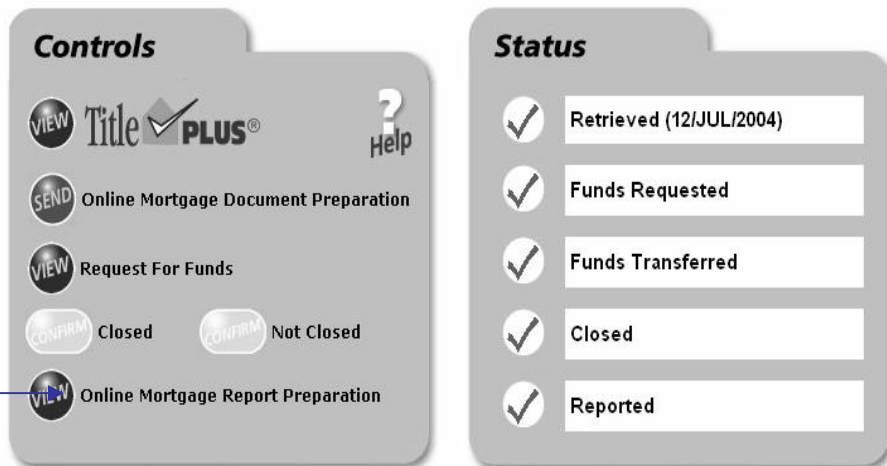 Controls
VIEW Title PLUS®
? Help
SEND Online Mortgage Document Preparation
VIEW Request For Funds
CONFIRM Closed CONFIRM Not Closed
VIEW Online Mortgage Report Preparation
Status
Retrieved (12/JUL/2004)
Funds Requested
Funds Transferred
Closed
Reported